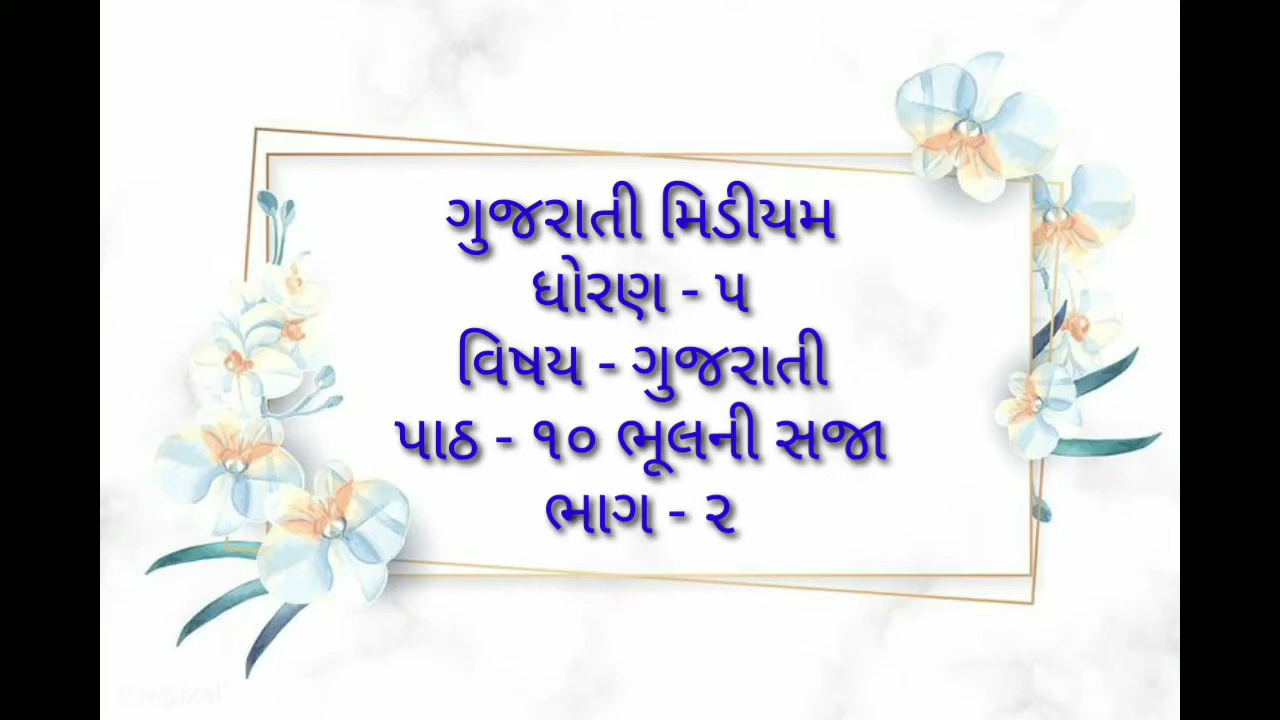 ગુજરાતી મિડીયમ
ધોરણ - ૫
વિષય - ગુજરાતી
પાઠ - ૧૦ ભૂલની સજા
ભાગ - ૨